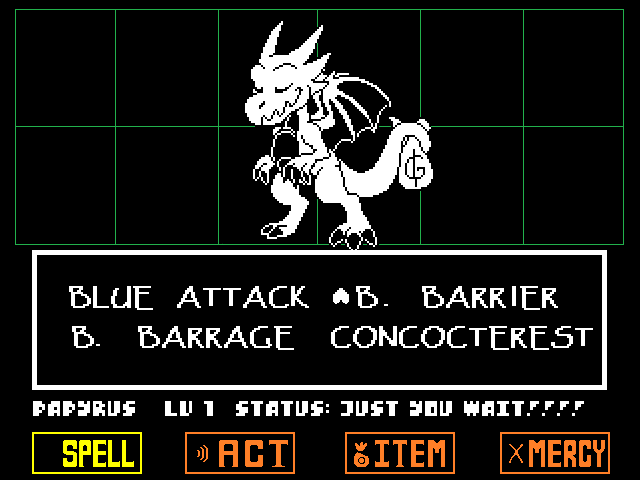 BLUE ATTACK B. BARRIER
B. BARRAGE CONCOCTEREST
PAPYRUS LV 1 STATUS: JUST YOU WAIT!!!!
SPELL ACT ITEM MERCY